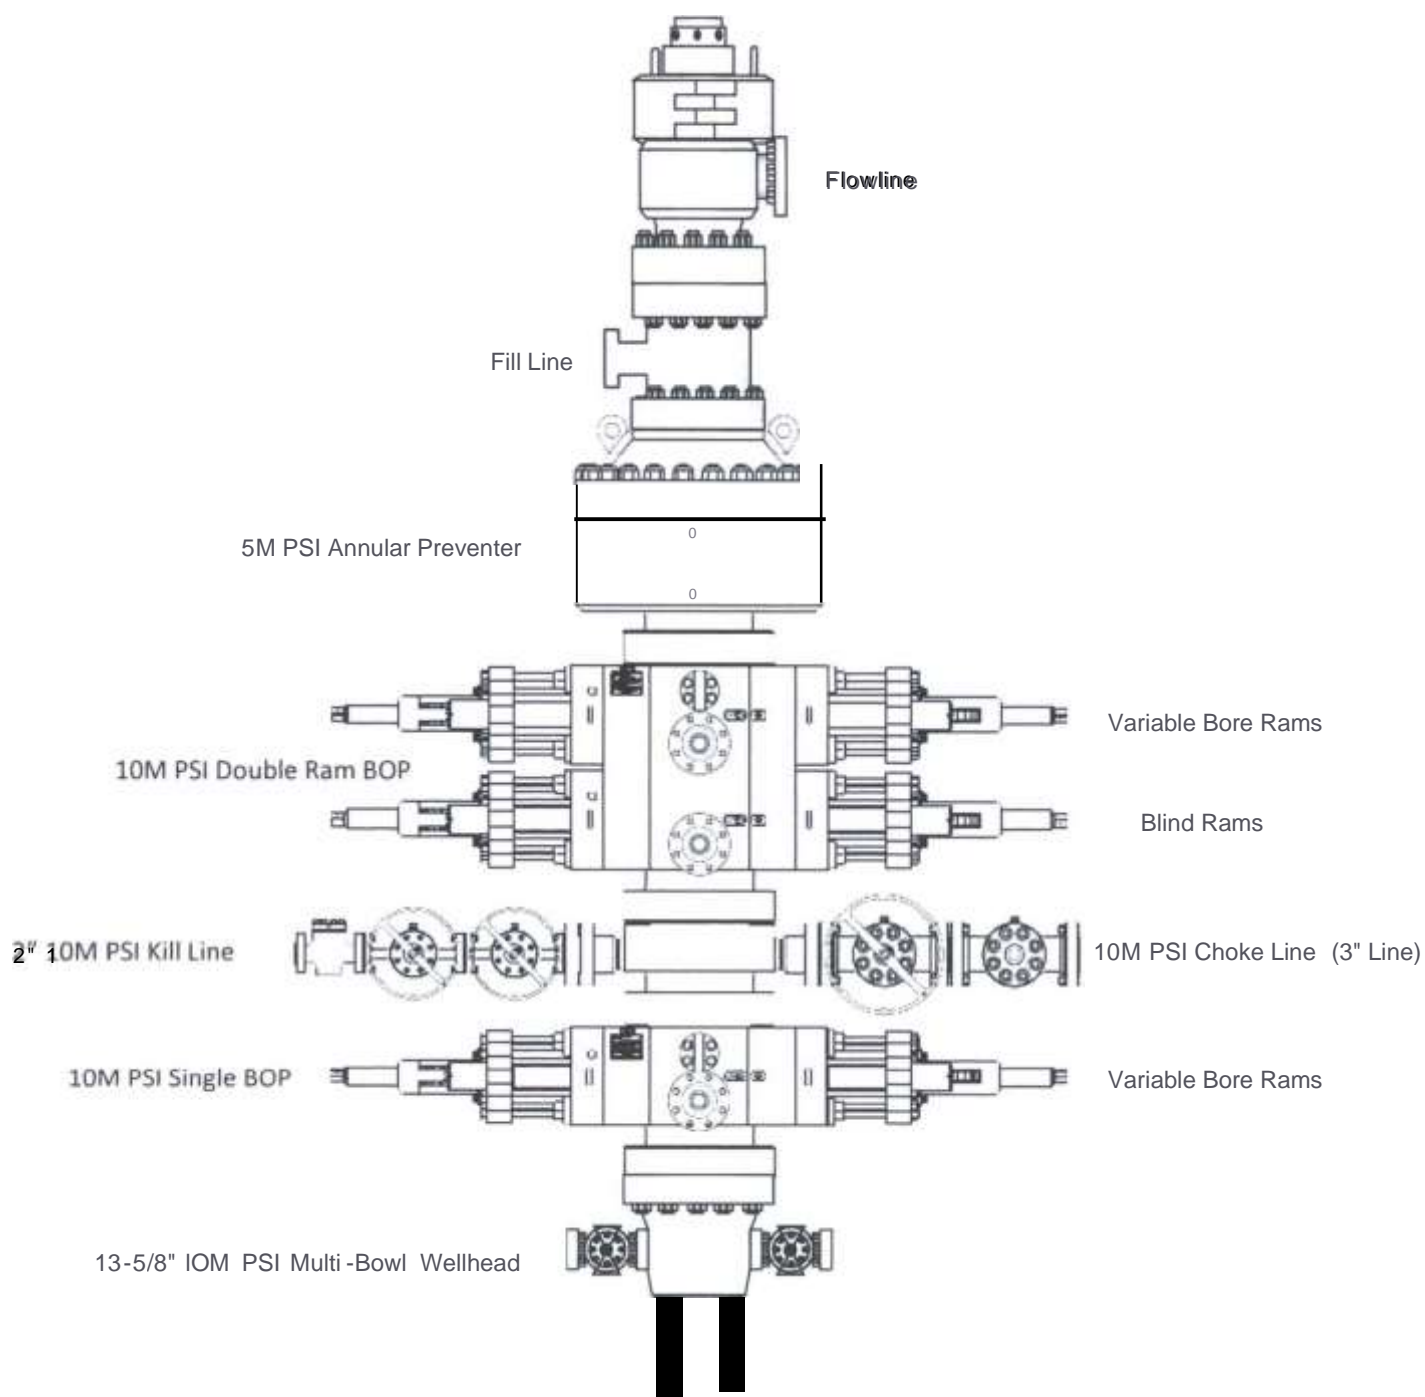 Flowline
Fill Line
5M PSI Annular Preventer
0
0
Variable Bore Rams
10M PSI Double Ram BOP
Blind Rams
2" 10M PSI Kill Line
10M PSI Choke Line (3" Line)
10M PSI Single BOP
Variable Bore Rams
13-5/8" IOM PSI Multi-Bowl Wellhead